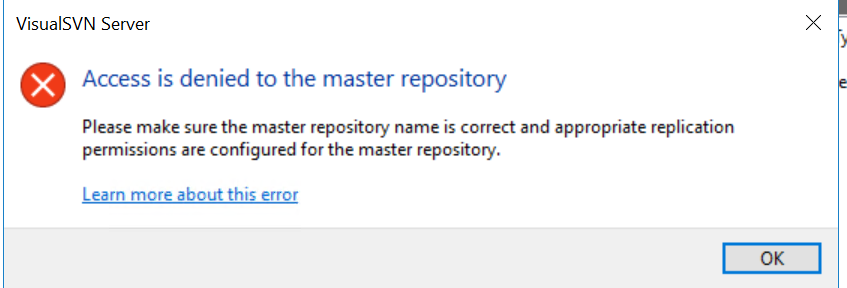 VisualSVN Server
Access is denied to the master repository
Please make sure the master repository name is correct and appropriate replication
permissions are configured for the master repository.
Learn more about this error
OK